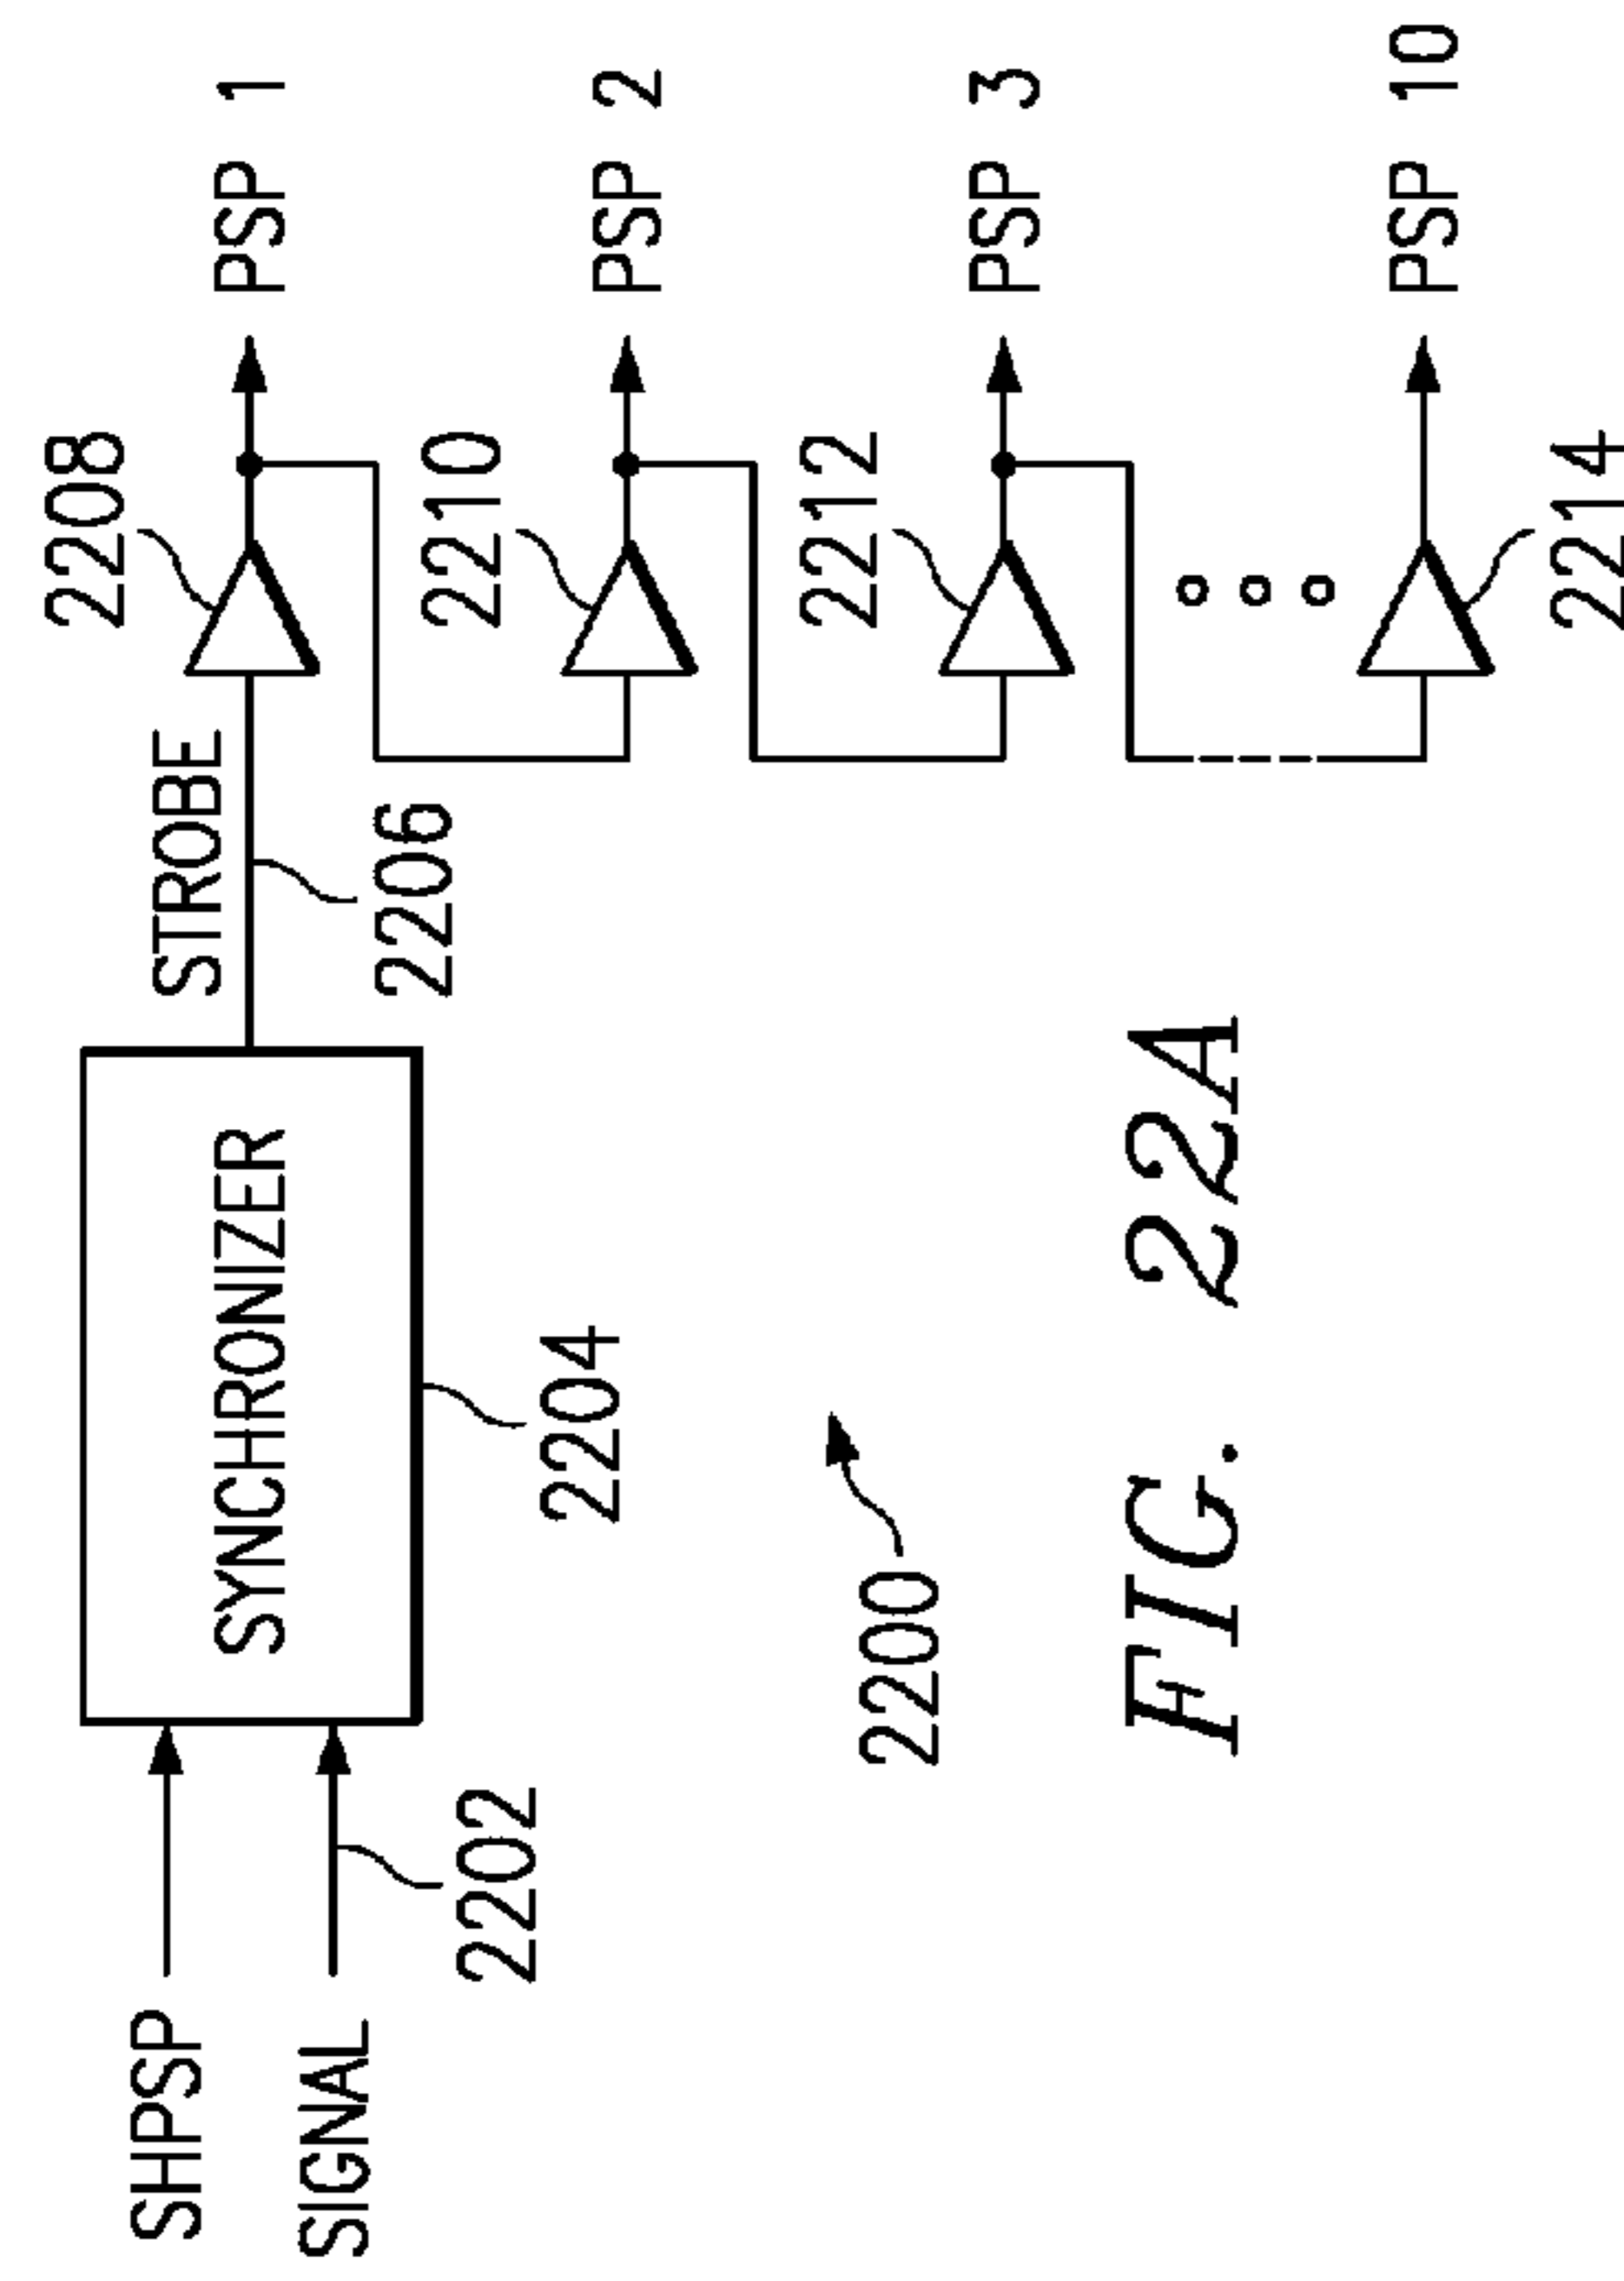 SHPSP
SIGNAL
2202
SYNCHRONIZER
2204
STROBE
2206
2208
PSP 1
2210
PSP 2
2212
PSP 3
2214
PSP 10
2200
FIG. 22A